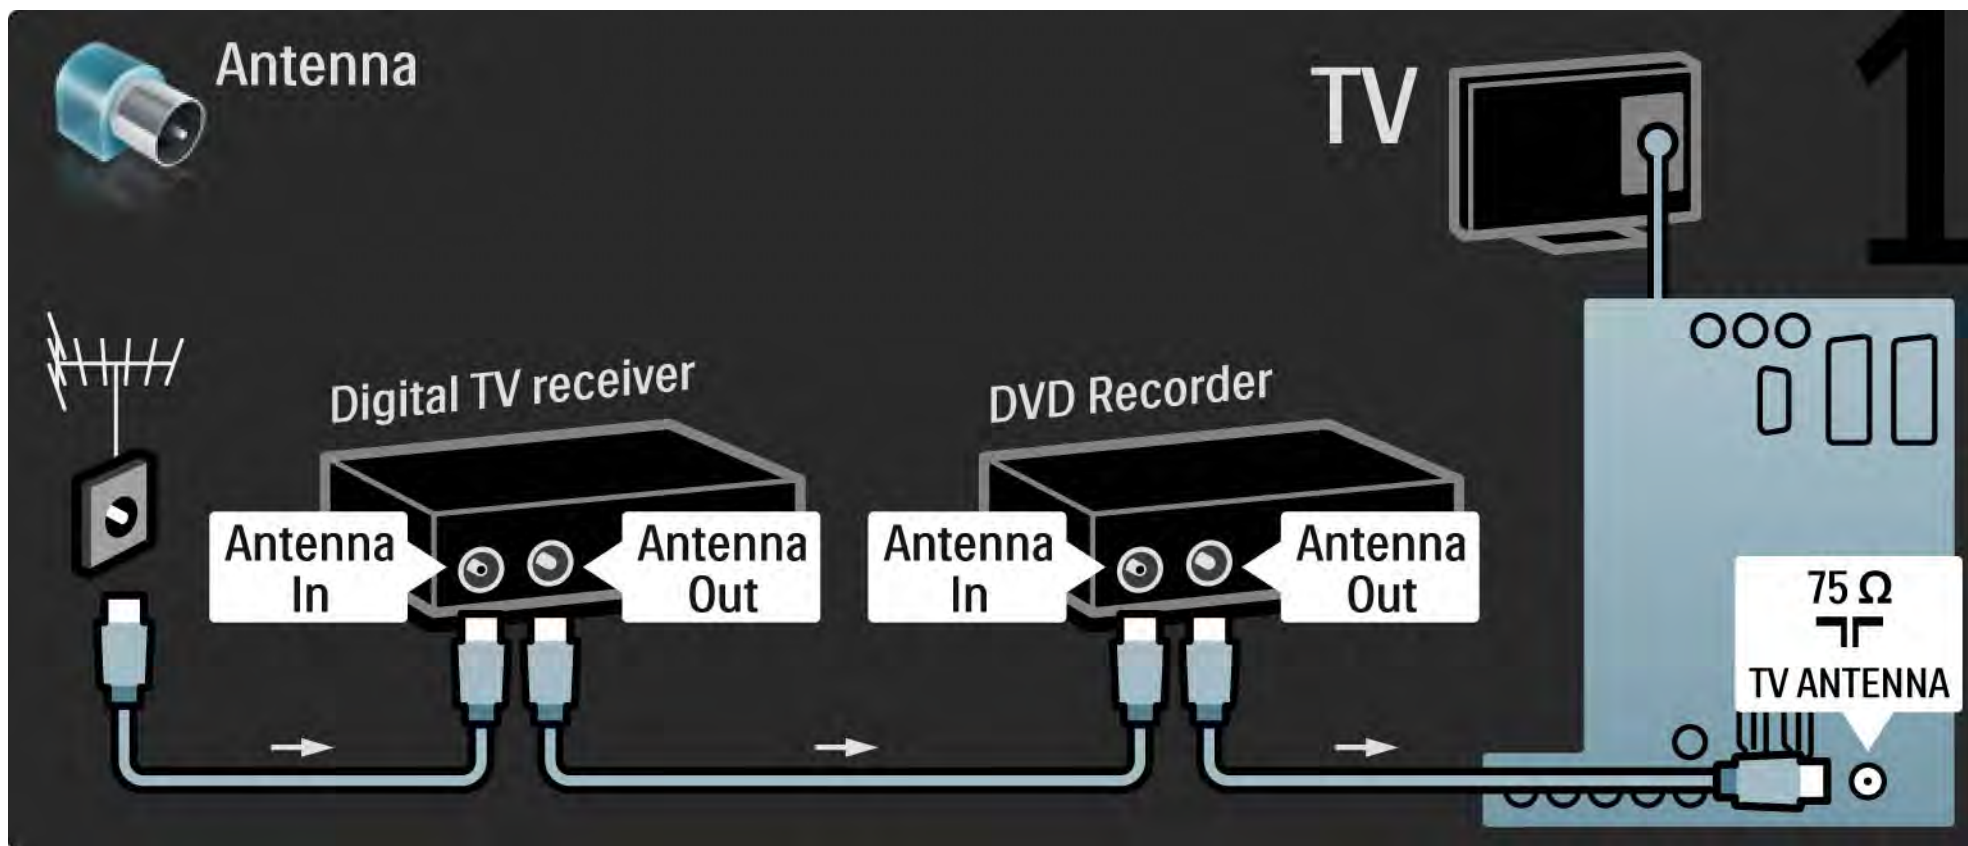 Antenna
TV
1
Digital TV receiver
DVD Recorder
Antenna
In
Antenna
Out
Antenna
In
Antenna
Out
75 Ω
TV ANTENNA